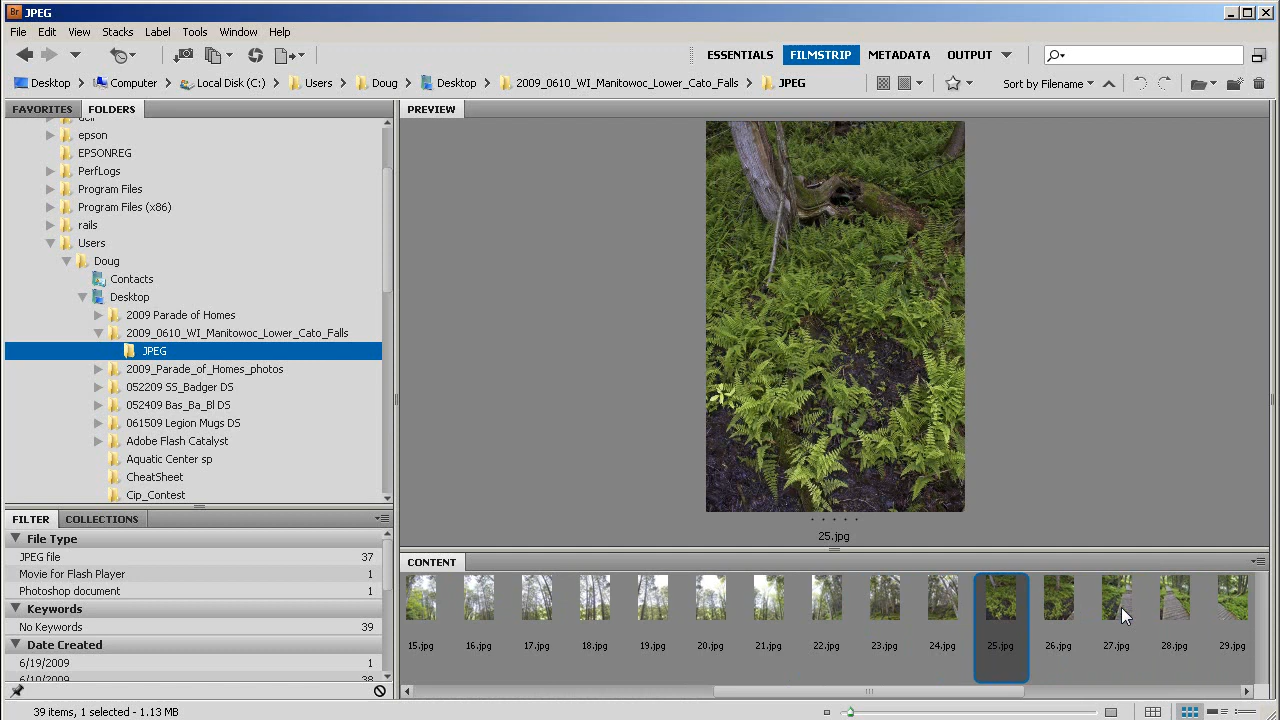 Br JPEG
File Edit View Stacks Label Tools Window Help
ESSENTIALS FILMSTRIP METADATA OUTPUT
Desktop Computer Local Disk (C:) Users Doug Desktop 2009_0610_WI_Manitowoc_Lower_Cato_Falls JPEG Sort by Filename
FAVORITES FOLDERS
epson
EPSONREG
PerfLogs
Program Files
Program Files (x86)
rails
Users
Doug
Contacts
Desktop
2009 Parade of Homes
2009_0610_WI_Manitowoc_Lower_Cato_Falls
JPEG
2009_Parade_of_Homes_photos
052209 SS_Badger DS
052409 Bas_Ba_Bl DS
061509 Legion Mugs DS
Adobe Flash Catalyst
Aquatic Center sp
CheatSheet
Cip_Contest
FILTER COLLECTIONS
File Type
JPEG file 37
Movie for Flash Player 1
Photoshop document 1
Keywords
No Keywords 39
Date Created
6/19/2009 1
6/10/2009 38
PREVIEW
25.jpg
CONTENT
15.jpg 16.jpg 17.jpg 18.jpg 19.jpg 20.jpg 21.jpg 22.jpg 23.jpg 24.jpg 25.jpg 26.jpg 27.jpg 28.jpg 29.jpg
39 items, 1 selected - 1.13 MB